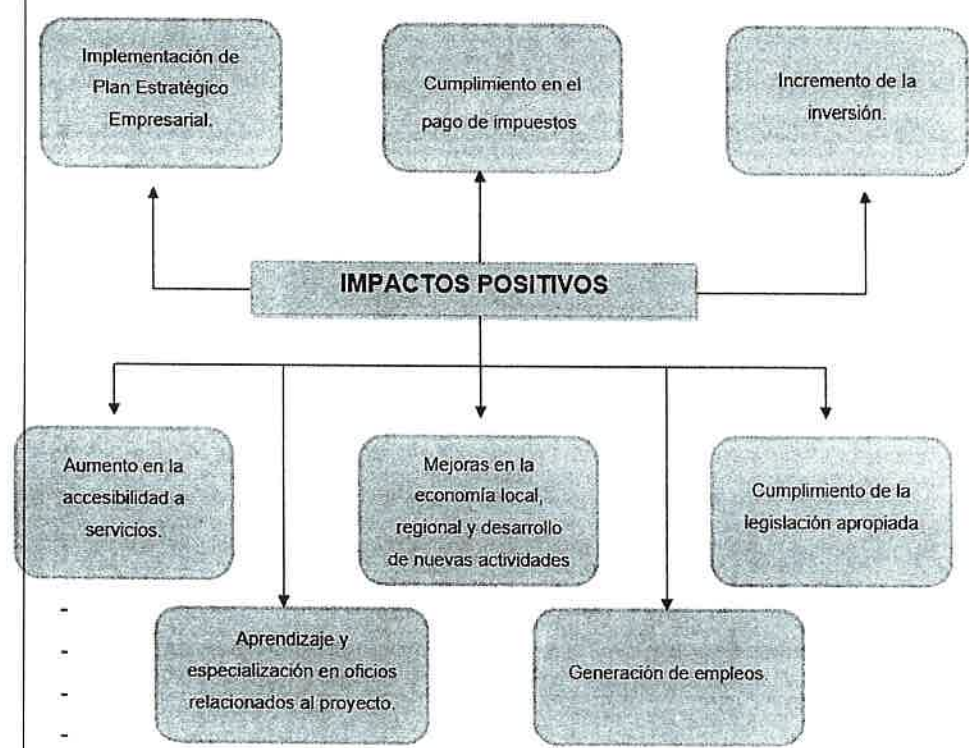 Implementación de
Plan Estratégico
Empresarial.
Cumplimiento en el
pago de impuestos
Incremento de la
inversión.
IMPACTOS POSITIVOS
Aumento en la
accesibilidad a
servicios.
Mejoras en la
economía local,
regional y desarrollo
de nuevas actividades
Cumplimiento de la
legislación apropiada
-
-
-
-
Aprendizaje y
especialización en oficios
relacionados al proyecto.
Generación de empleos.